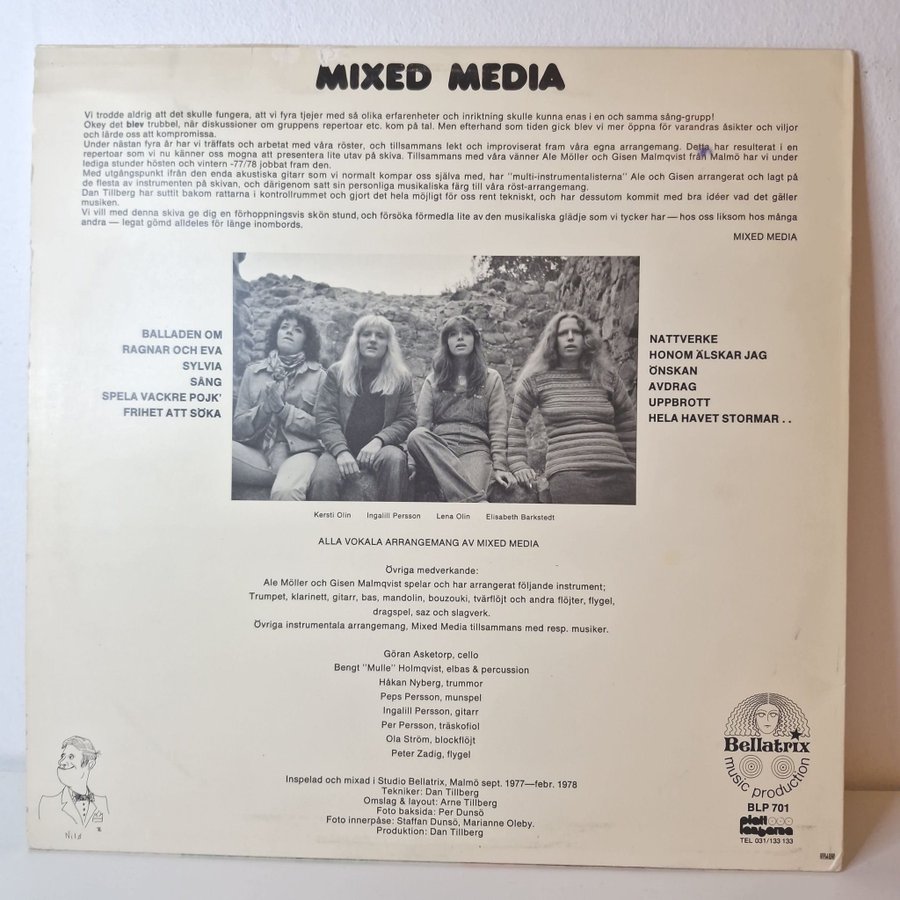 MIXED MEDIA
Vi trodde aldrig att det skulle fungera, att vi fyra tjejer med så olika erfarenheter och inriktning skulle kunna enas i en och samma sång-grupp!
Okey det blev trubbel, när diskussioner om gruppens repertoar etc. kom på tal. Men efterhand som tiden gick blev vi mer öppna för varandras åsikter och viljor
och lärde oss att kompromissa.
Under nästan fyra år har vi träffats och arbetat med våra röster, och tillsammans lekt och improviserat fram våra egna arrangemang. Detta har resulterat i en
repertoar som vi nu känner oss mogna att presentera lite utav på skiva. Tillsammans med våra vänner Ale Möller och Gisen Malmqvist från Malmö har vi under
lediga stunder hösten och vintern -77/78 jobbat fram den.
Med utgångspunkt ifrån den enda akustiska gitarr som vi normalt kompar oss själva med, har "multi-instrumentalisterna" Ale och Gisen arrangerat och lagt på
de flesta av instrumenten på skivan, och därigenom satt sin personliga musikaliska färg till våra röst-arrangemang.
Dan Tillberg har suttit bakom rattarna i kontrollrummet och gjort det hela möjligt för oss rent tekniskt, och har dessutom kommit med bra idéer vad det gäller
musiken.
Vi vill med denna skiva ge dig en förhoppningsvis skön stund, och försöka förmedla lite av den musikaliska glädje som vi tycker har — hos oss liksom hos många
andra — legat gömd alldeles för länge inombords.
MIXED MEDIA
BALLADEN OM
RAGNAR OCH EVA
SYLVIA
SÅNG
SPELA VACKRE POJK'
FRIHET ATT SÖKA
NATTVERKE
HONOM ÄLSKAR JAG
ÖNSKAN
AVDRAG
UPPBROTT
HELA HAVET STORMAR . .
Kersti Olin Ingalill Persson Lena Olin Elisabeth Barkstedt
ALLA VOKALA ARRANGEMANG AV MIXED MEDIA
Övriga medverkande:
Ale Möller och Gisen Malmqvist spelar och har arrangerat följande instrument;
Trumpet, klarinett, gitarr, bas, mandolin, bouzouki, tvärflöjt och andra flöjter, flygel,
dragspel, saz och slagverk.
Övriga instrumentala arrangemang, Mixed Media tillsammans med resp. musiker.
Göran Asketorp, cello
Bengt "Mulle" Holmqvist, elbas & percussion
Håkan Nyberg, trummor
Peps Persson, munspel
Ingalill Persson, gitarr
Per Persson, träskofiol
Ola Ström, blockflöjt
Peter Zadig, flygel
Inspelad och mixad i Studio Bellatrix, Malmö sept. 1977—febr. 1978
Tekniker: Dan Tillberg
Omslag & layout: Arne Tillberg
Foto baksida: Per Dunsö
Foto innerpåse: Staffan Dunsö, Marianne Oleby.
Produktion: Dan Tillberg
Bellatrix
music production
BLP 701
plattlangarna
TEL 031/133 133